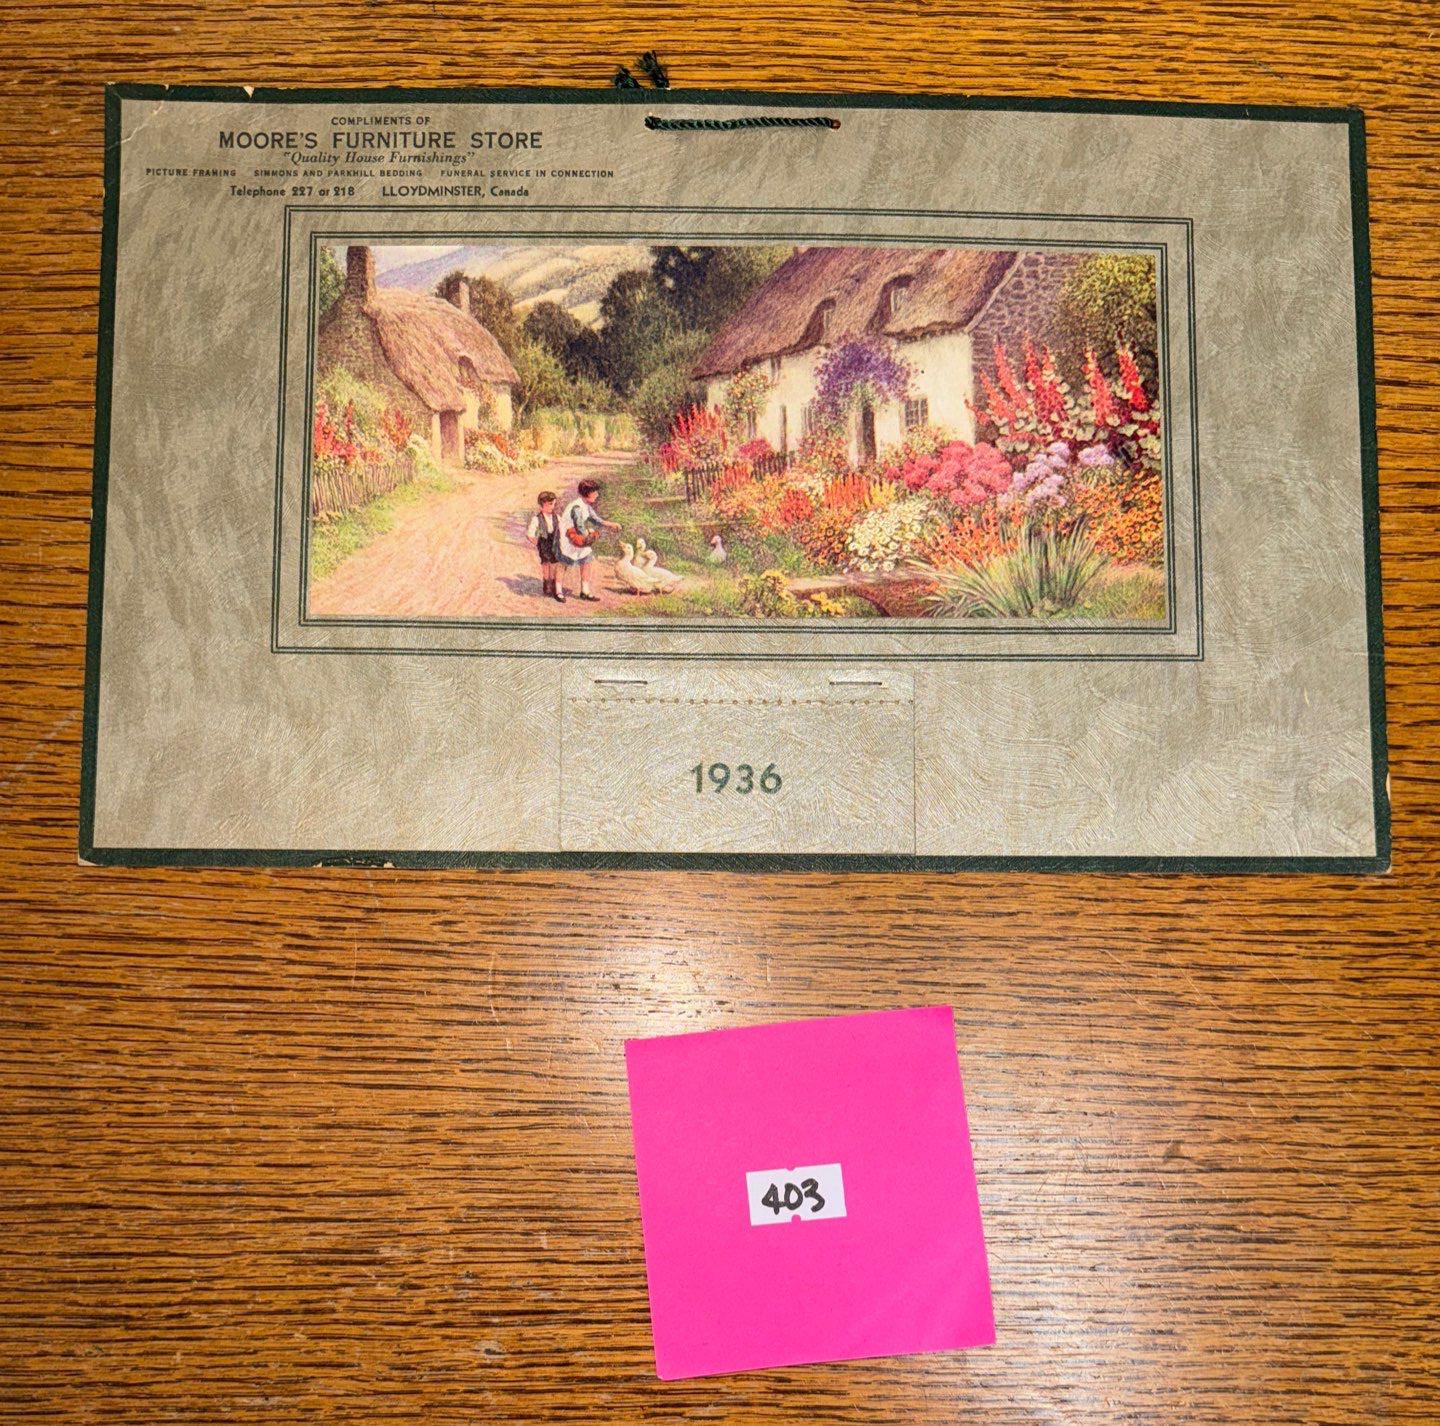 COMPLIMENTS OF
MOORE'S FURNITURE STORE
"Quality House Furnishings"
PICTURE FRAMING SIMMONS AND PARKHILL BEDDING FUNERAL SERVICE IN CONNECTION
Telephone 227 or 218 LLOYDMINSTER, Canada
1936
403